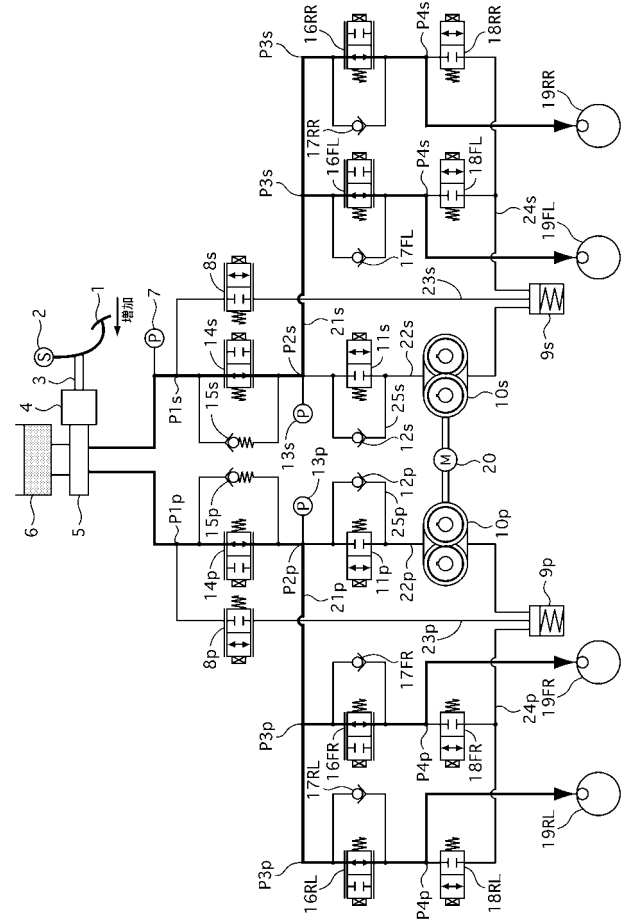 1
増加
2
S
3
4
5
6
7
P
8s
14s
15s
P1s
P1p
15p
14p
8p
P3s
16RR
17RR
P4s
18RR
19RR
P3s
16FL
17FL
P4s
18FL
19FL
24s
23s
9s
P2s
21s
P
13s
11s
12s
25s
22s
10s
M
20
P
13p
12p
25p
11p
22p
10p
P2p
21p
23p
9p
P3p
17FR
16FR
P4p
18FR
19FR
24p
P3p
17RL
16RL
P4p
18RL
19RL